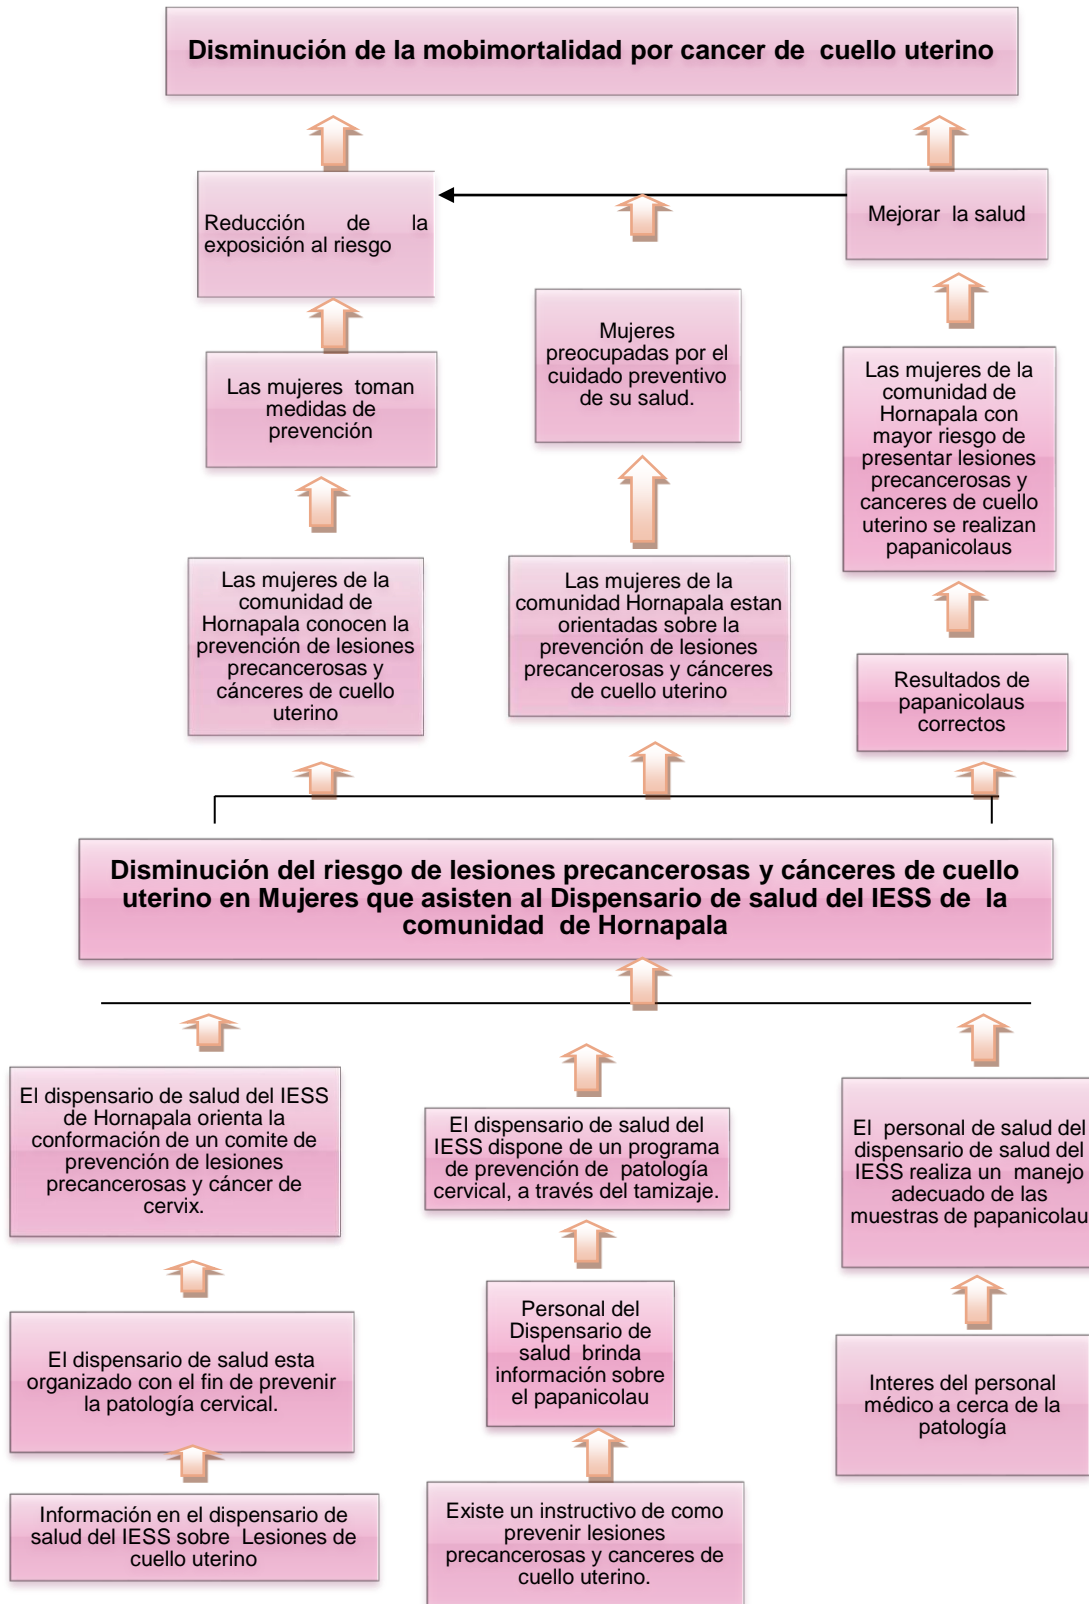 Disminución de la mobimortalidad por cancer de cuello uterino
Reducción de la
exposición al riesgo
Mejorar la salud
Mujeres
preocupadas por el
cuidado preventivo
de su salud.
Las mujeres toman
medidas de
prevención
Las mujeres de la
comunidad de
Hornapala con
mayor riesgo de
presentar lesiones
precancerosas y
canceres de cuello
uterino se realizan
papanicolaus
Las mujeres de la
comunidad de
Hornapala conocen la
prevención de lesiones
precancerosas y
cánceres de cuello
uterino
Las mujeres de la
comunidad Hornapala estan
orientadas sobre la
prevención de lesiones
precancerosas y cánceres
de cuello uterino
Resultados de
papanicolaus
correctos
Disminución del riesgo de lesiones precancerosas y cánceres de cuello
uterino en Mujeres que asisten al Dispensario de salud del IESS de la
comunidad de Hornapala
El dispensario de salud del IESS
de Hornapala orienta la
conformación de un comite de
prevención de lesiones
precancerosas y cáncer de
cervix.
El dispensario de salud del
IESS dispone de un programa
de prevención de patología
cervical, a través del tamizaje.
El personal de salud del
dispensario de salud del
IESS realiza un manejo
adecuado de las
muestras de papanicolau
El dispensario de salud esta
organizado con el fin de prevenir
la patología cervical.
Personal del
Dispensario de
salud brinda
información sobre
el papanicolau
Interes del personal
médico a cerca de la
patología
Información en el dispensario de
salud del IESS sobre Lesiones de
cuello uterino
Existe un instructivo de como
prevenir lesiones
precancerosas y canceres de
cuello uterino.